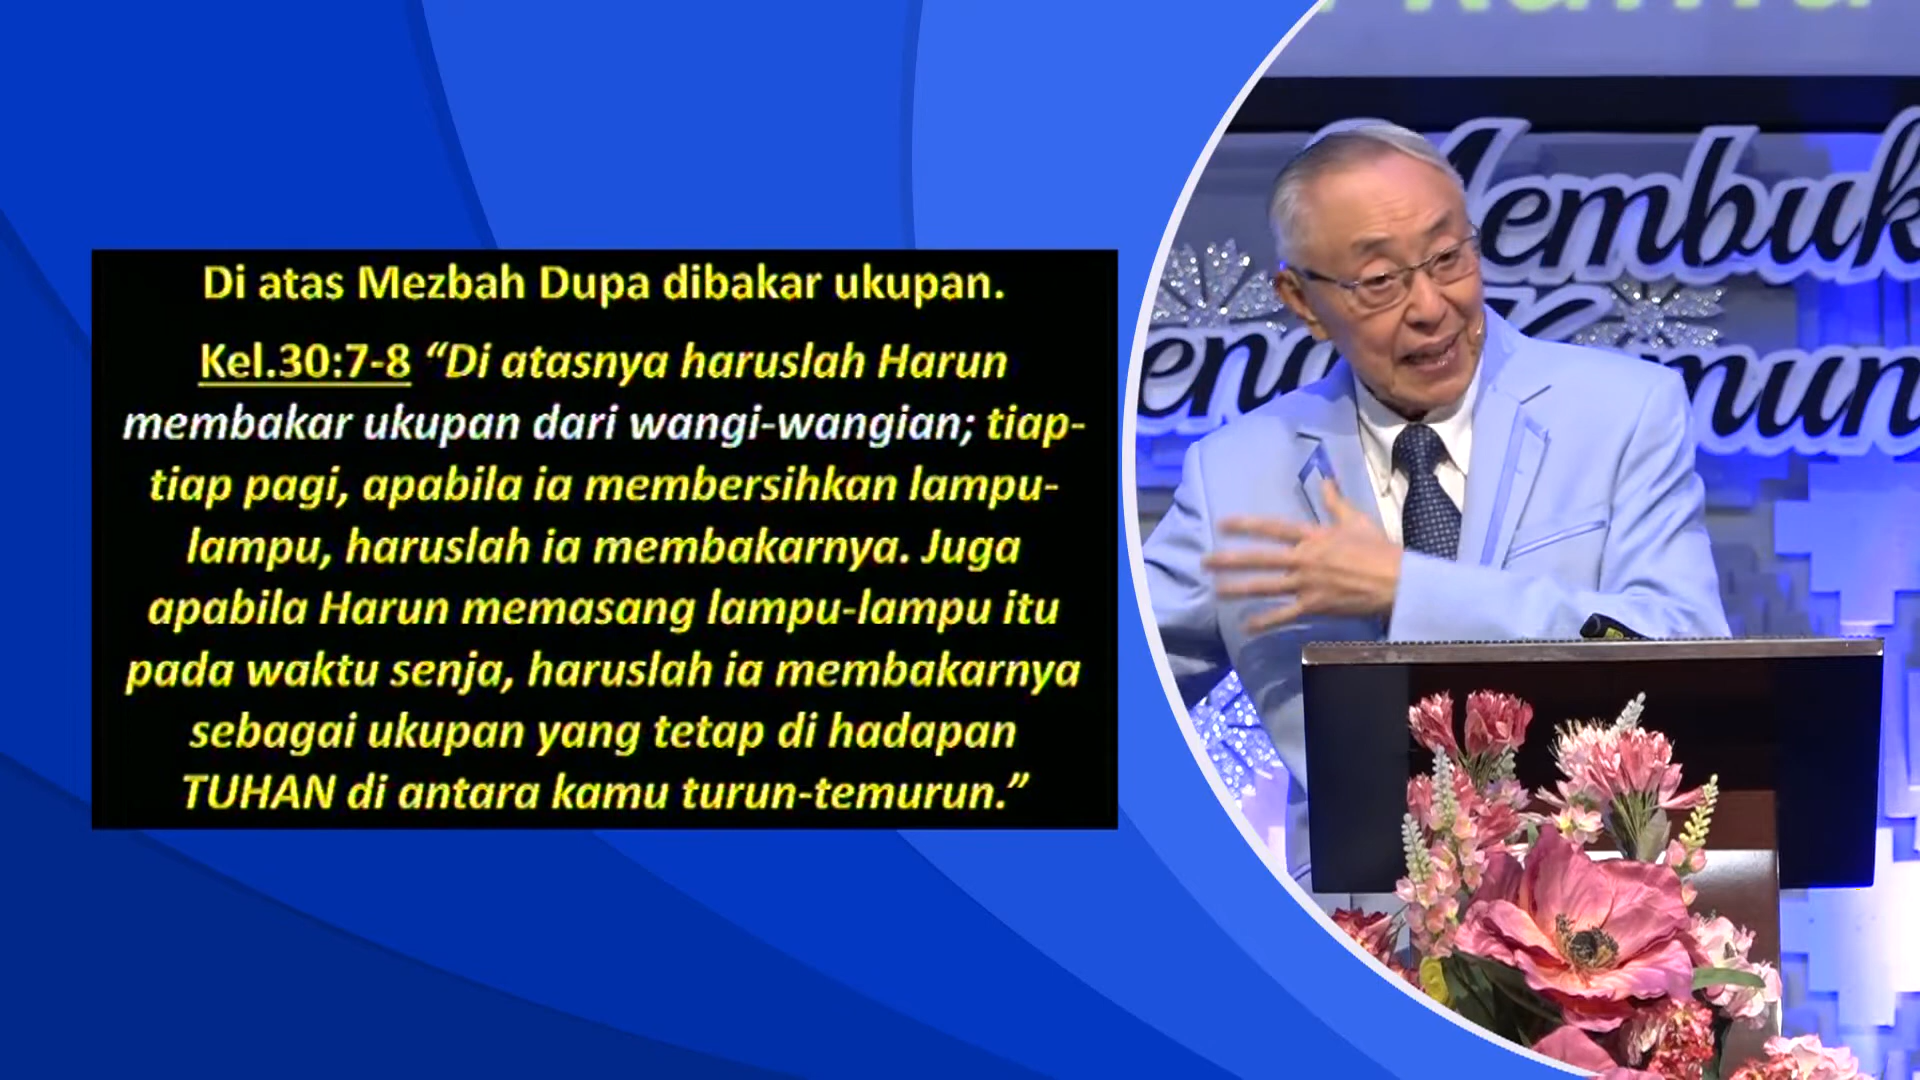 Di atas Mezbah Dupa dibakar ukupan.
Kel.30:7-8 “Di atasnya haruslah Harun
membakar ukupan dari wangi-wangian; tiap-
tiap pagi, apabila ia membersihkan lampu-
lampu, haruslah ia membakarnya. Juga
apabila Harun memasang lampu-lampu itu
pada waktu senja, haruslah ia membakarnya
sebagai ukupan yang tetap di hadapan
TUHAN di antara kamu turun-temurun.”
Membuk